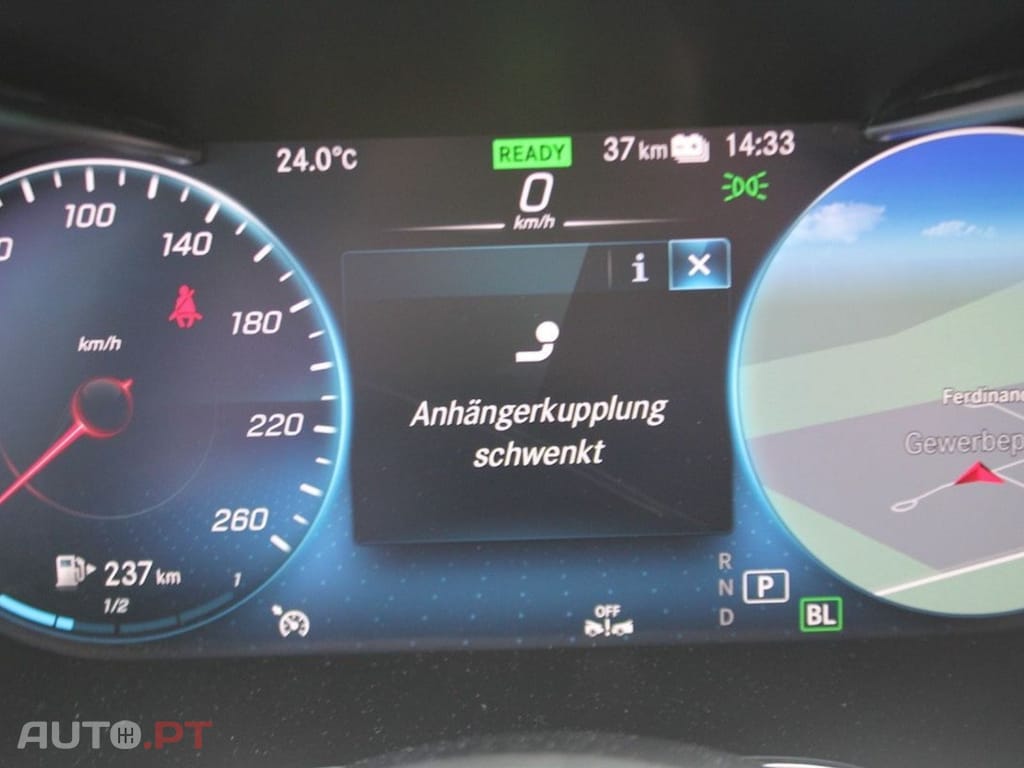 24.0°C
READY
37 km
14:33
0
km/h
100
140
180
220
260
km/h
i
X
Anhängerkupplung
schwenkt
237 km
1/2
1
OFF
R
N
D
P
BL
Ferdinan
Gewerbep
AUTO.PT